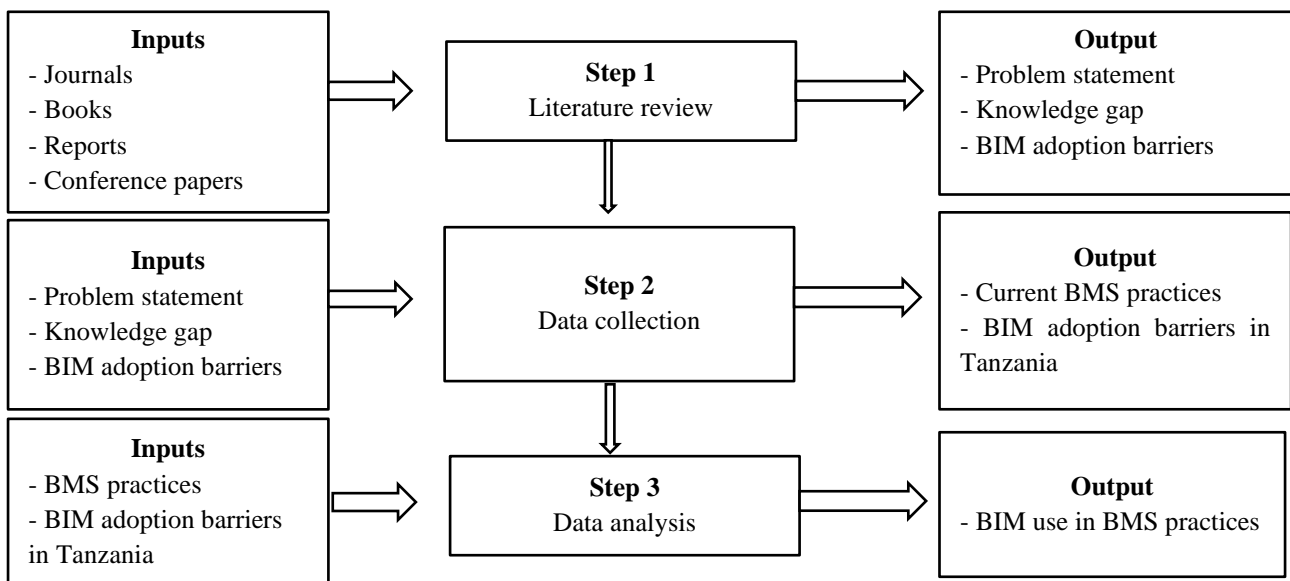 Inputs
- Journals
- Books
- Reports
- Conference papers
Step 1
Literature review
Output
- Problem statement
- Knowledge gap
- BIM adoption barriers
Inputs
- Problem statement
- Knowledge gap
- BIM adoption barriers
Step 2
Data collection
Output
- Current BMS practices
- BIM adoption barriers in
Tanzania
Inputs
- BMS practices
- BIM adoption barriers
in Tanzania
Step 3
Data analysis
Output
- BIM use in BMS practices